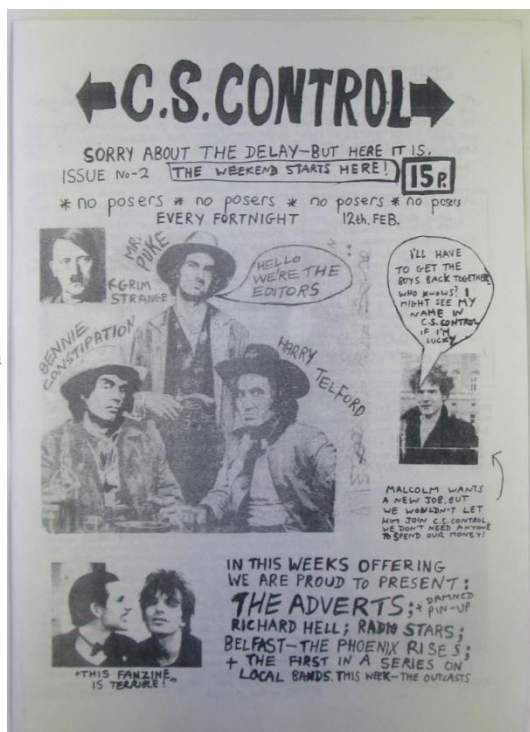 C.S.CONTROL
SORRY ABOUT THE DELAY-BUT HERE IT IS,
ISSUE No-2 THE WEEKEND STARTS HERE! 15P.
* no posers * no posers * no posers * no posers
EVERY FORTNIGHT 12th. FEB.
MR. PUKE
GRIM
STRANGE
HELLO
WE'RE THE
EDITORS
BENNIE
CONSTIPATION
HARRY
TELFORD
I'LL HAVE
TO GET THE
BOYS BACK TOGETHER,
WHO KNOWS? I
MIGHT SEE MY
NAME IN
C.S.CONTROL
IF I'M
LUCKY
MALCOLM WANTS
A NEW JOB, BUT
WE WOULDN'T LET
HIM JOIN C.S.CONTROL
WE DON'T NEED ANYONE
TO SPEND OUR MONEY!
"THIS FANZINE
IS TERRIBLE!"
IN THIS WEEKS OFFERING
WE ARE PROUD TO PRESENT:
THE ADVERTS; + DAMNED
PIN-UP
RICHARD HELL; RADIO STARS;
BELFAST-THE PHOENIX RISES;
+ THE FIRST IN A SERIES ON
LOCAL BANDS. THIS WEEK-THE OUTCASTS